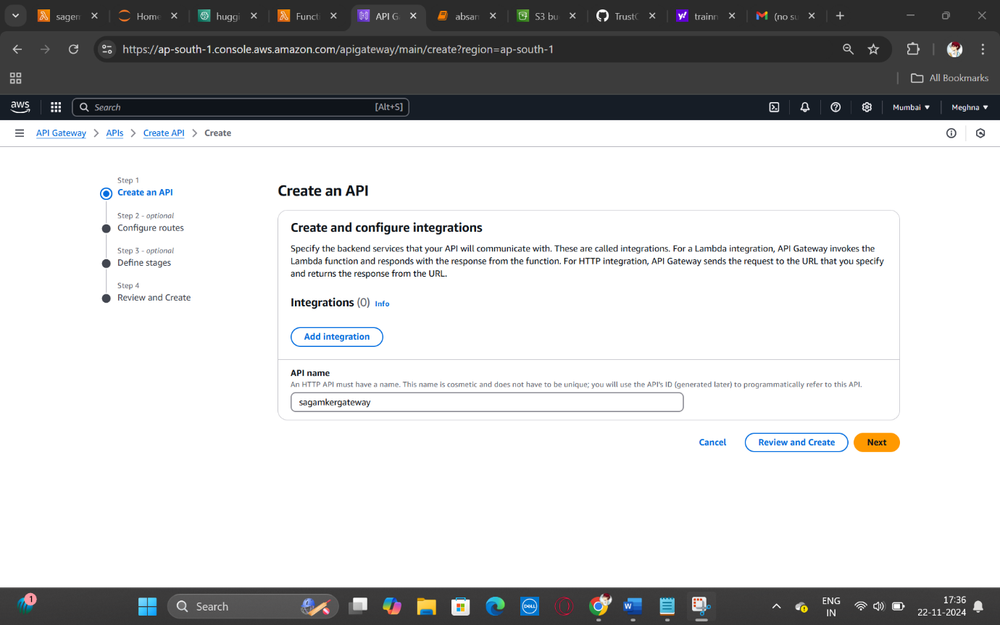 sagem
Home
huggi
Functi
API G
absan
S3 bu
TrustC
trainn
(no su
https://ap-south-1.console.aws.amazon.com/apigateway/main/create?region=ap-south-1
All Bookmarks
aws
Search
[Alt+S]
Mumbai
Meghna
API Gateway > APIs > Create API > Create
Step 1
Create an API
Step 2 - optional
Configure routes
Step 3 - optional
Define stages
Step 4
Review and Create
Create an API
Create and configure integrations
Specify the backend services that your API will communicate with. These are called integrations. For a Lambda integration, API Gateway invokes the
Lambda function and responds with the response from the function. For HTTP integration, API Gateway sends the request to the URL that you specify
and returns the response from the URL.
Integrations (0) Info
Add integration
API name
An HTTP API must have a name. This name is cosmetic and does not have to be unique; you will use the API's ID (generated later) to programmatically refer to this API.
sagamkergateway
Cancel
Review and Create
Next
1
Search
DELL
W
ENG
IN
17:36
22-11-2024